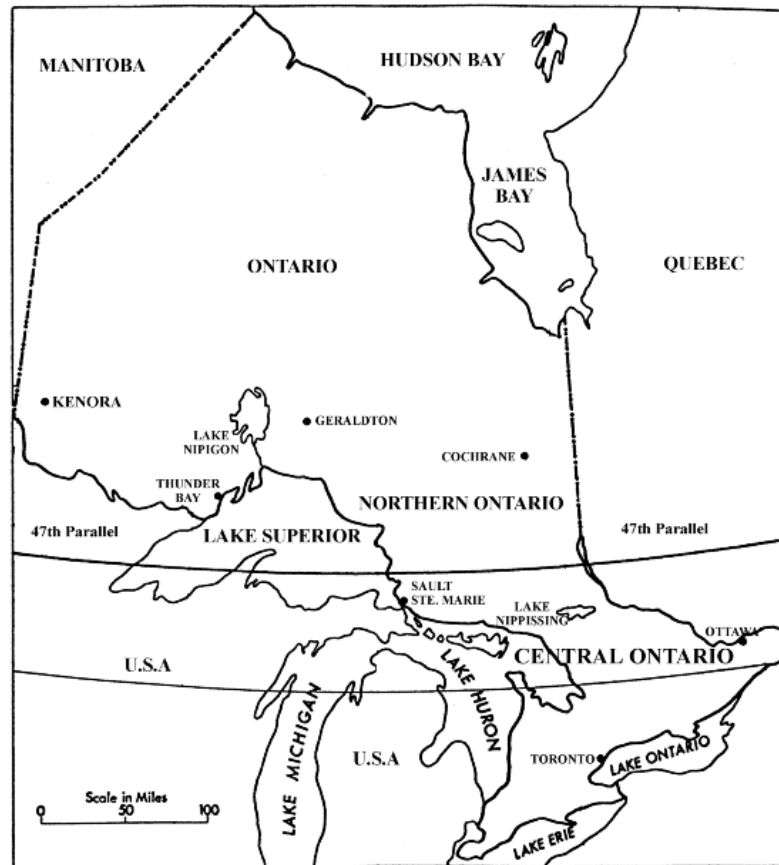 MANITOBA
HUDSON BAY
JAMES
BAY
ONTARIO
QUEBEC
KENORA
GERALDTON
LAKE
NIPIGON
COCHRANE
THUNDER
BAY
NORTHERN ONTARIO
47th Parallel
47th Parallel
LAKE SUPERIOR
SAULT
STE. MARIE
LAKE
NIPPISSING
OTTAWA
CENTRAL ONTARIO
U.S.A
LAKE HURON
LAKE MICHIGAN
U.S.A
TORONTO
LAKE ONTARIO
Scale in Miles
0 50 100
LAKE ERIE